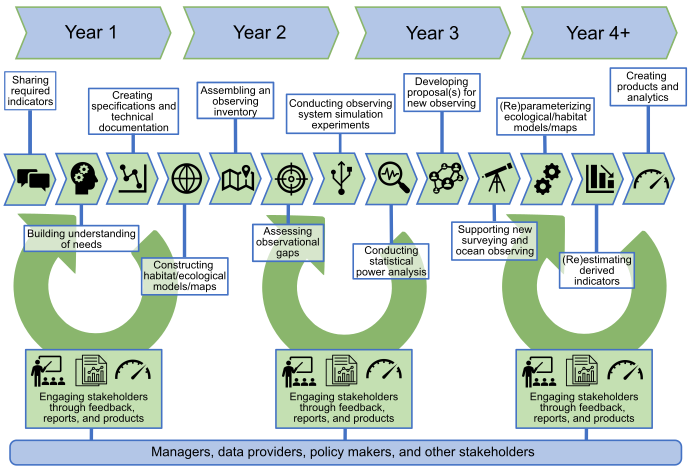 Year 1
Year 2
Year 3
Year 4+
Sharing
required
indicators
Creating
specifications and
technical
documentation
Assembling an
observing
inventory
Conducting observing
system simulation
experiments
Developing
proposal(s) for
new observing
(Re)parameterizing
ecological/habitat
models/maps
Creating
products and
analytics
Building understanding
of needs
Constructing
habitat/ecological
models/maps
Assessing
observational
gaps
Conducting
statistical
power analysis
Supporting new
surveying and
ocean observing
(Re)estimating
derived
indicators
Engaging stakeholders
through feedback,
reports, and products
Engaging stakeholders
through feedback,
reports, and products
Engaging stakeholders
through feedback,
reports, and products
Managers, data providers, policy makers, and other stakeholders